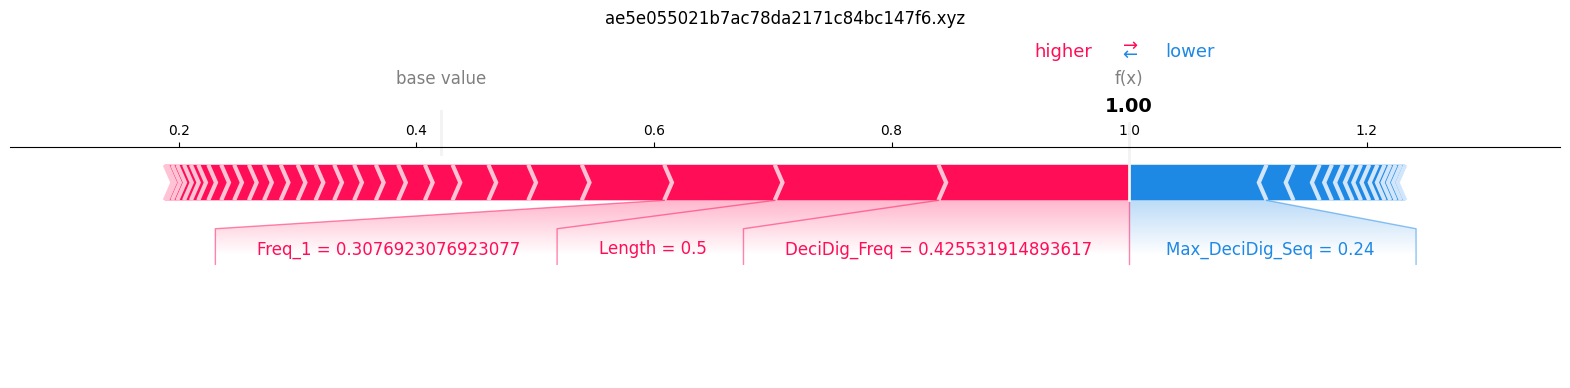 ae5e055021b7ac78da2171c84bc147f6.xyz
higher ⇄ lower
base value f(x)
1.00
0.2 0.4 0.6 0.8 1.0 1.2
Freq_1 = 0.3076923076923077 Length = 0.5 DeciDig_Freq = 0.425531914893617 Max_DeciDig_Seq = 0.24